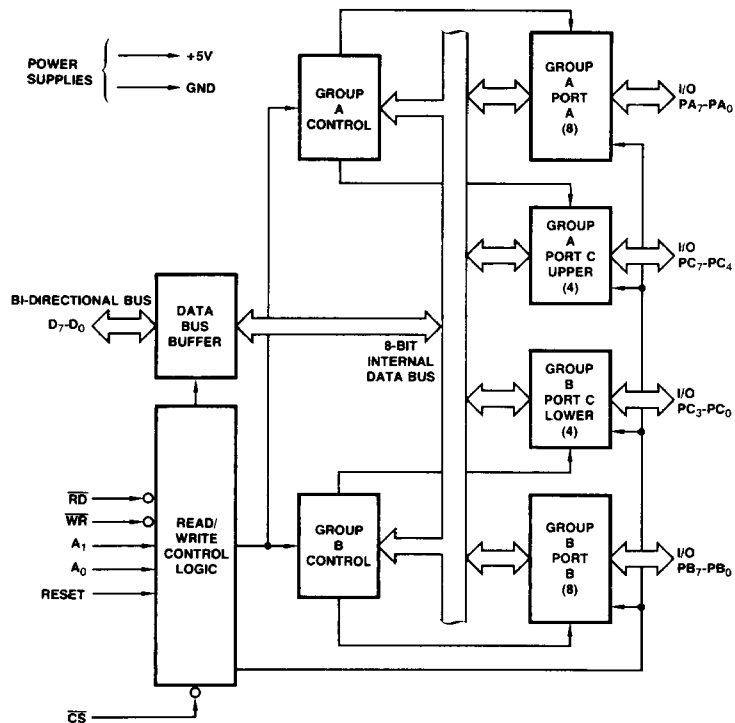 POWER
SUPPLIES
+5V
GND
GROUP
A
CONTROL
GROUP
A
PORT
A
(8)
I/O
PA7-PA0
GROUP
A
PORT C
UPPER
(4)
I/O
PC7-PC4
BI-DIRECTIONAL BUS
D7-D0
DATA
BUS
BUFFER
8-BIT
INTERNAL
DATA BUS
GROUP
B
PORT C
LOWER
(4)
I/O
PC3-PC0
RD
WR
A1
A0
RESET
READ/
WRITE
CONTROL
LOGIC
GROUP
B
CONTROL
GROUP
B
PORT
B
(8)
I/O
PB7-PB0
CS